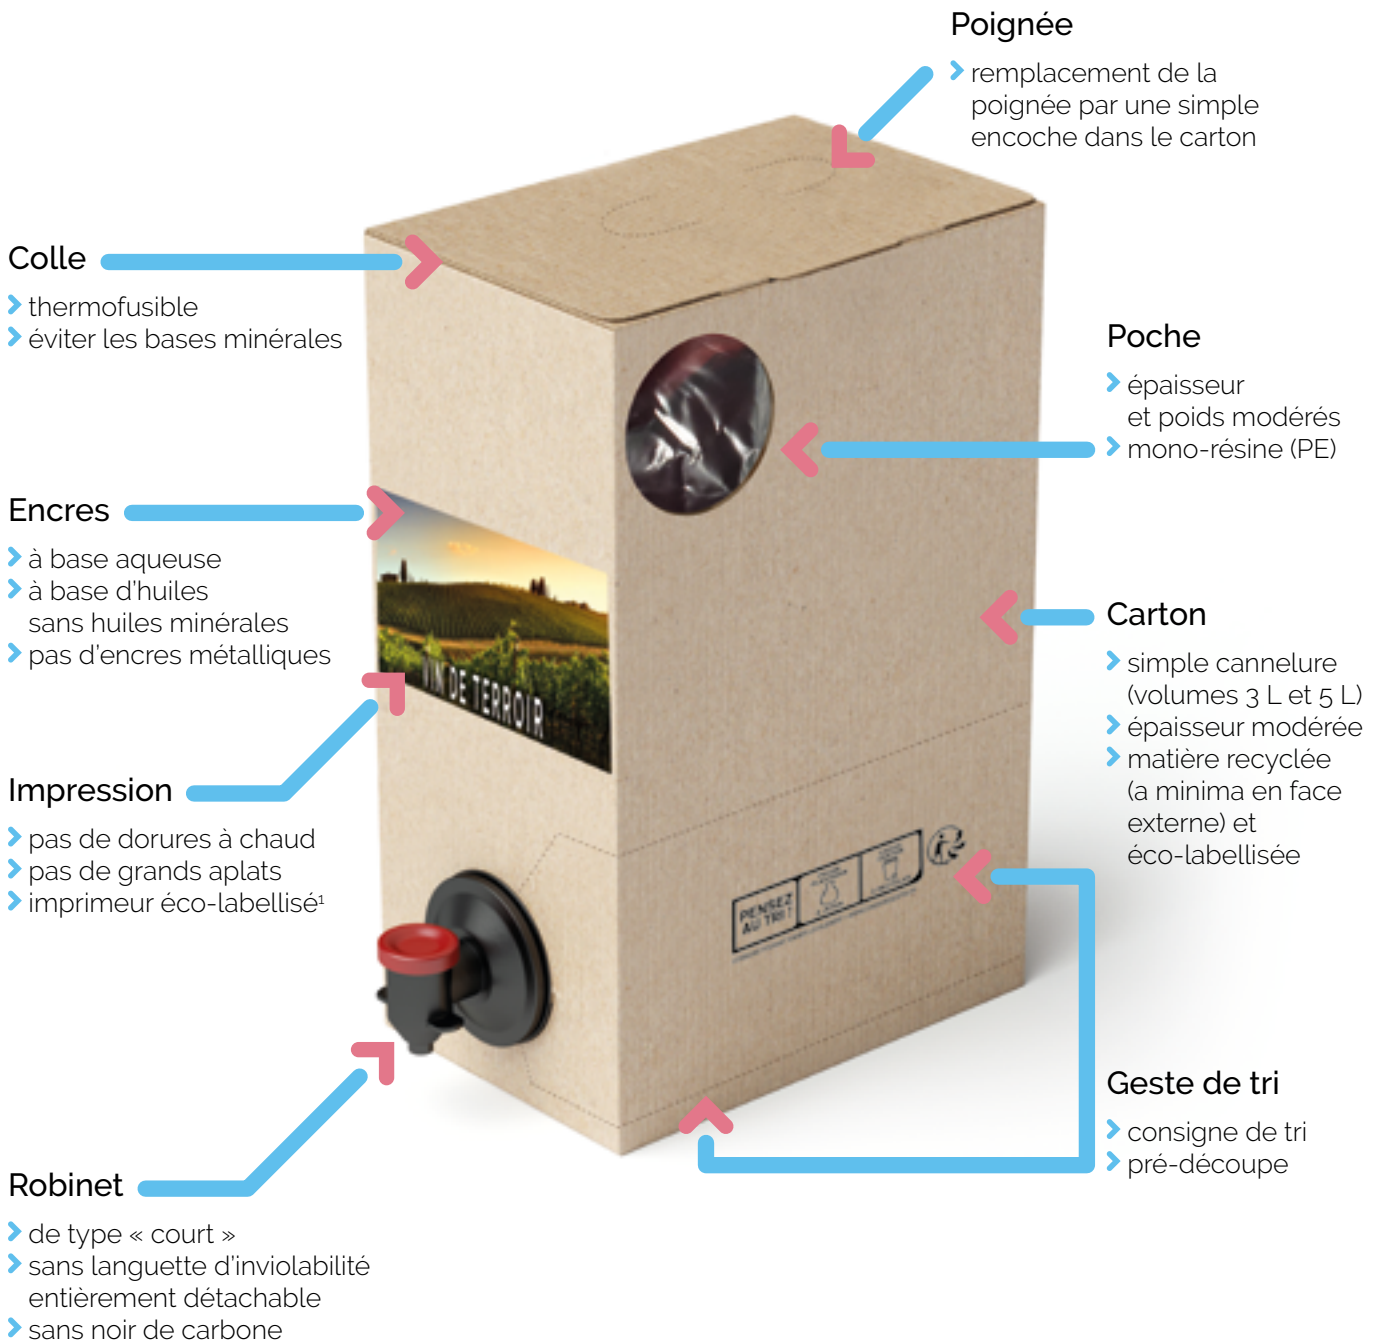 Poignée
remplacement de la
poignée par une simple
encoche dans le carton
Colle
thermofusible
éviter les bases minérales
Poche
épaisseur
et poids modérés
mono-résine (PE)
Encres
à base aqueuse
à base d'huiles
sans huiles minérales
pas d'encres métalliques
VIN DE TERROIR
Carton
simple cannelure
(volumes 3 L et 5 L)
épaisseur modérée
matière recyclée
(a minima en face
externe) et
éco-labellisée
Impression
pas de dorures à chaud
pas de grands aplats
imprimeur éco-labellisé¹
PENSEZ
AU TRI !
Geste de tri
consigne de tri
pré-découpe
Robinet
de type « court »
sans languette d'inviolabilité
entièrement détachable
sans noir de carbone